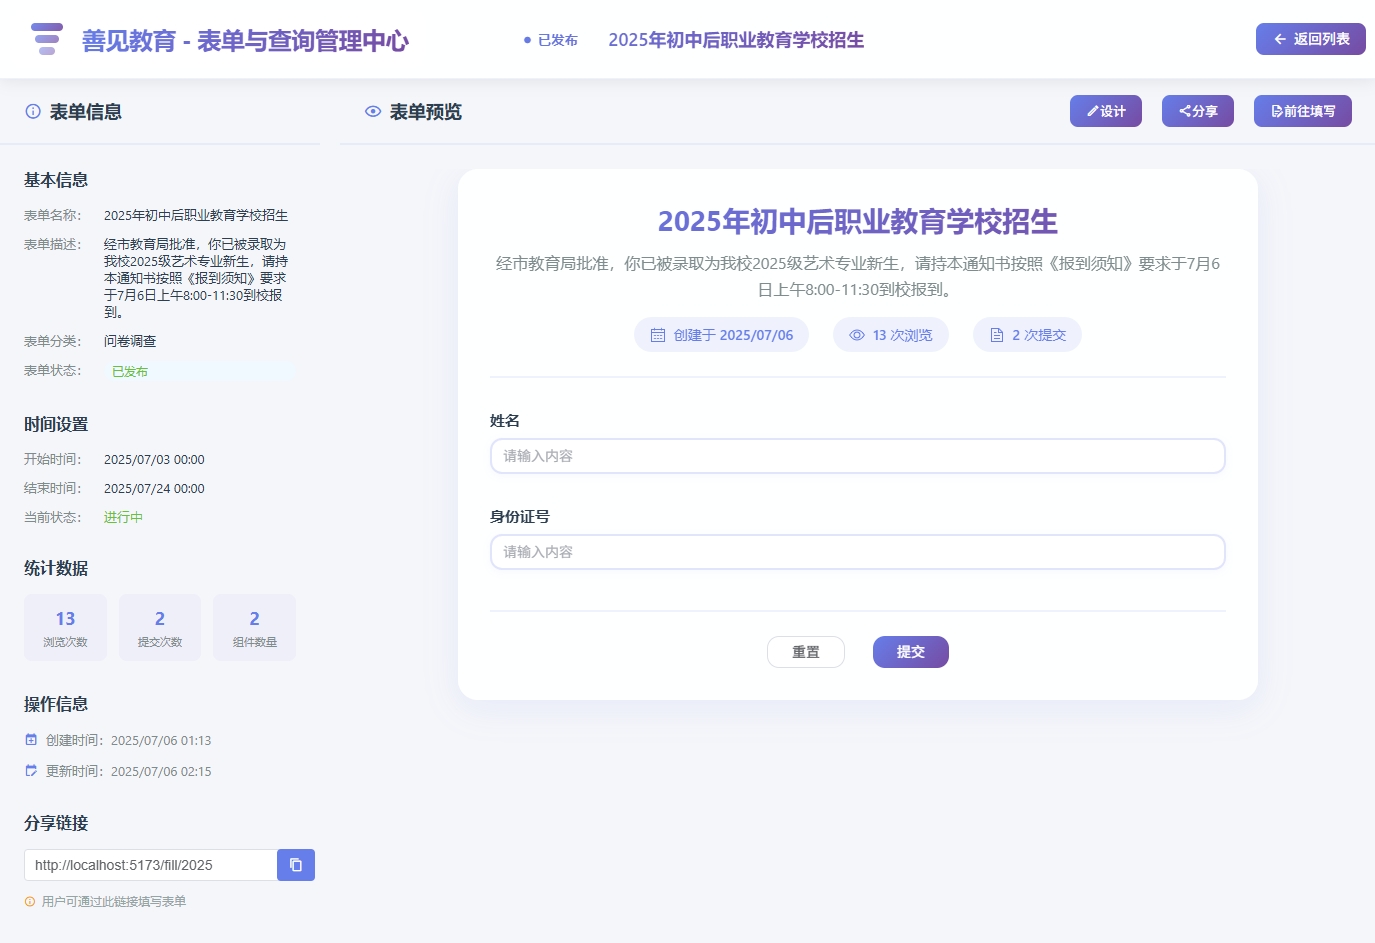 善见教育 - 表单与查询管理中心
已发布
2025年初中后职业教育学校招生
返回列表
表单信息
表单预览
设计
分享
前往填写
基本信息
表单名称：
2025年初中后职业教育学校招生
表单描述：
经市教育局批准，你已被录取为
我校2025级艺术专业新生，请持
本通知书按照《报到须知》要求
于7月6日上午8:00-11:30到校报
到。
表单分类：
问卷调查
表单状态：
已发布
时间设置
开始时间：
2025/07/03 00:00
结束时间：
2025/07/24 00:00
当前状态：
进行中
统计数据
13
浏览次数
2
提交次数
2
组件数量
操作信息
创建时间：
2025/07/06 01:13
更新时间：
2025/07/06 02:15
分享链接
http://localhost:5173/fill/2025
用户可通过此链接填写表单
2025年初中后职业教育学校招生
经市教育局批准，你已被录取为我校2025级艺术专业新生，请持本通知书按照《报到须知》要求于7月6
日上午8:00-11:30到校报到。
创建于 2025/07/06
13 次浏览
2 次提交
姓名
请输入内容
身份证号
请输入内容
重置
提交